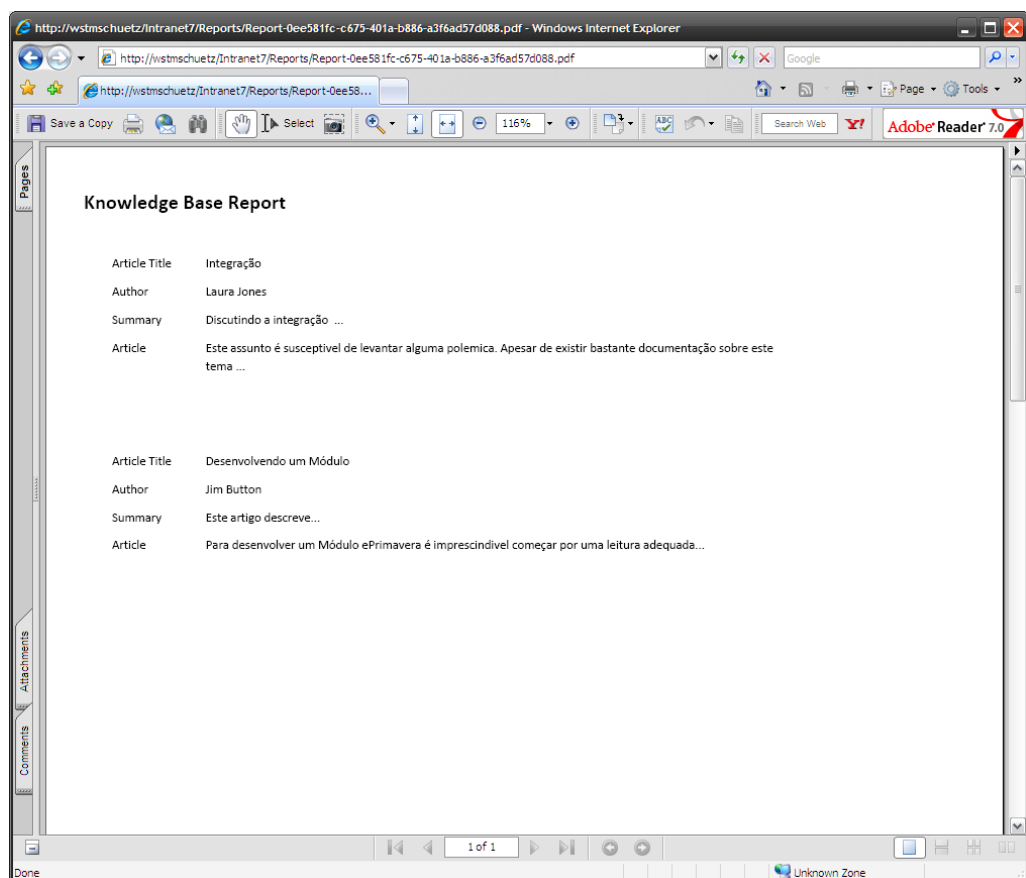 http://wstmschuetz/Intranet7/Reports/Report-0ee581fc-c675-401a-b886-a3f6ad57d088.pdf - Windows Internet Explorer
http://wstmschuetz/Intranet7/Reports/Report-0ee581fc-c675-401a-b886-a3f6ad57d088.pdf Google
http://wstmschuetz/Intranet7/Reports/Report-0ee58... Page Tools »
Save a Copy Select 116% ABC Search Web Y! Adobe Reader 7.0
Pages
Knowledge Base Report
Article Title Integração
Author Laura Jones
Summary Discutindo a integração ...
Article Este assunto é susceptivel de levantar alguma polemica. Apesar de existir bastante documentação sobre este
tema ...
Article Title Desenvolvendo um Módulo
Author Jim Button
Summary Este artigo descreve...
Article Para desenvolver um Módulo ePrimavera é imprescindivel começar por uma leitura adequada...
Attachments
Comments
1 of 1
Done Unknown Zone